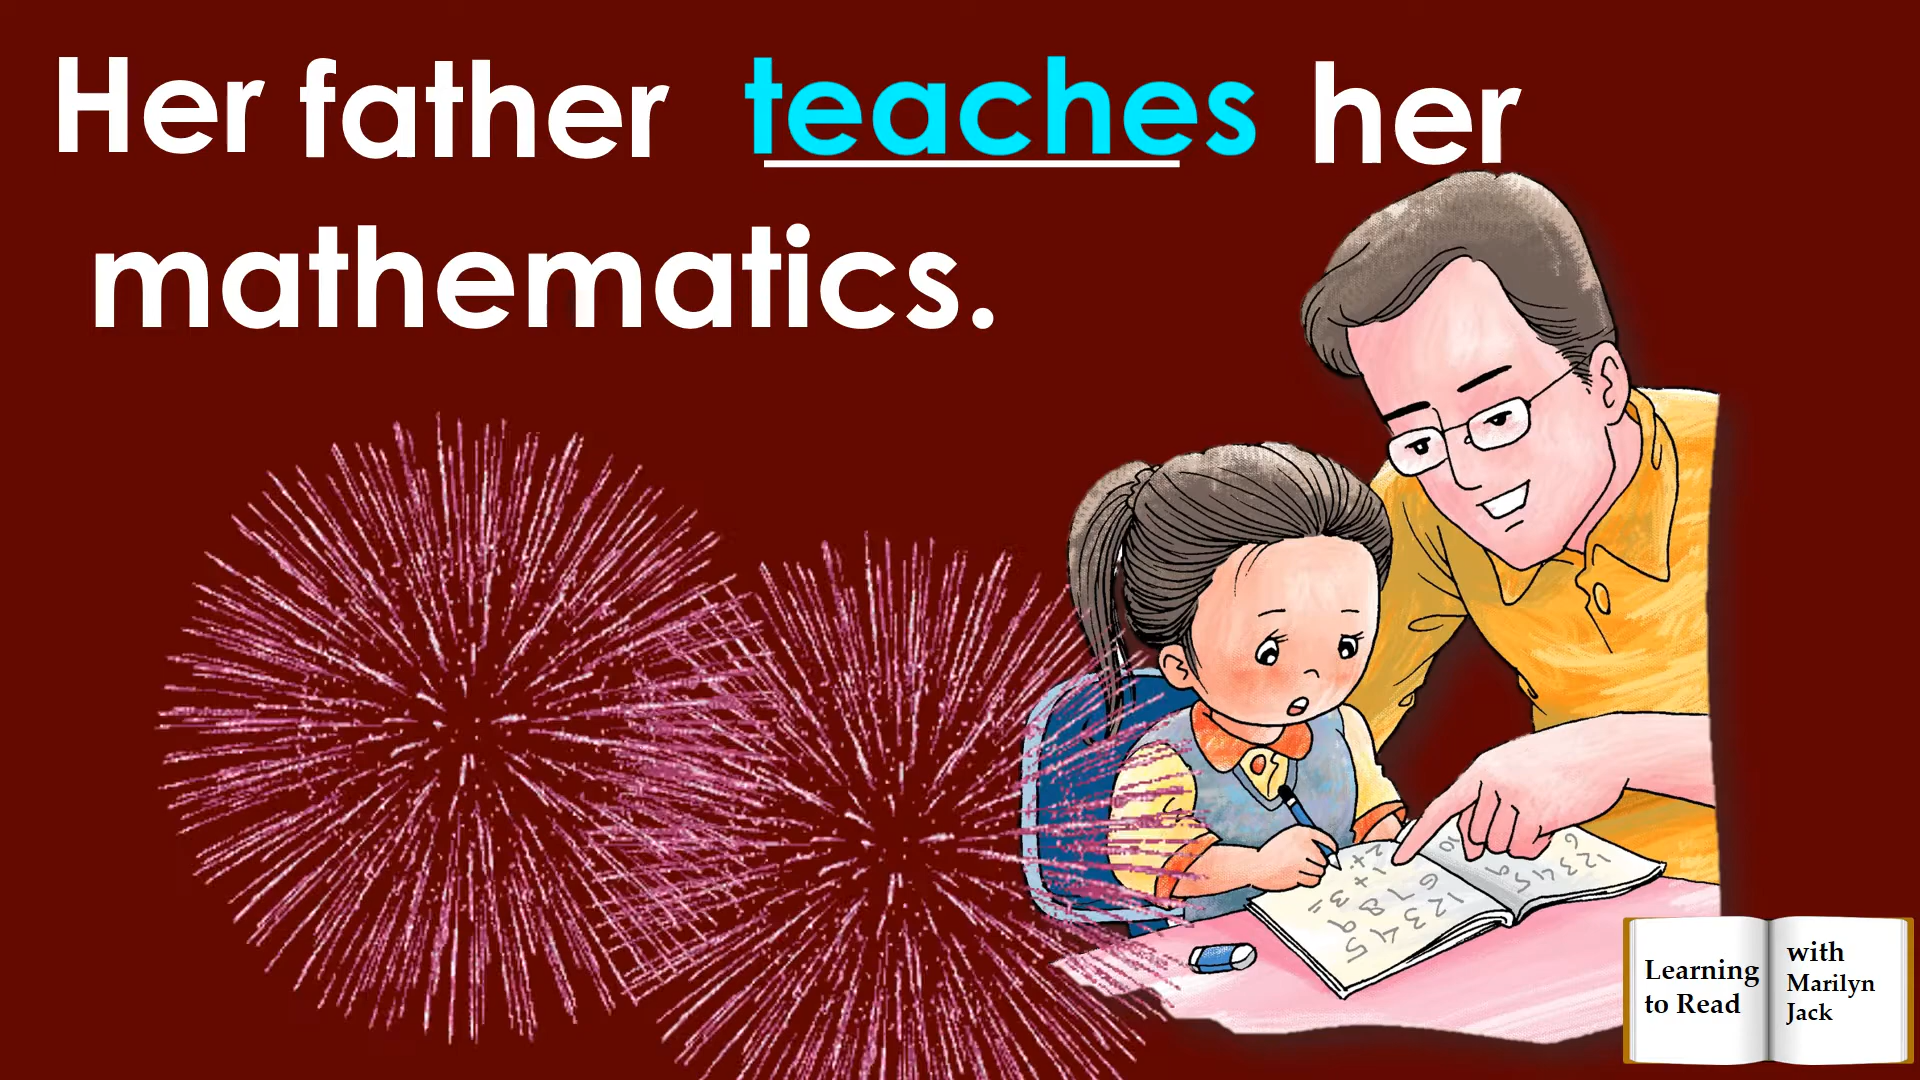 Her father teaches her
mathematics.
Learning
to Read
with
Marilyn
Jack